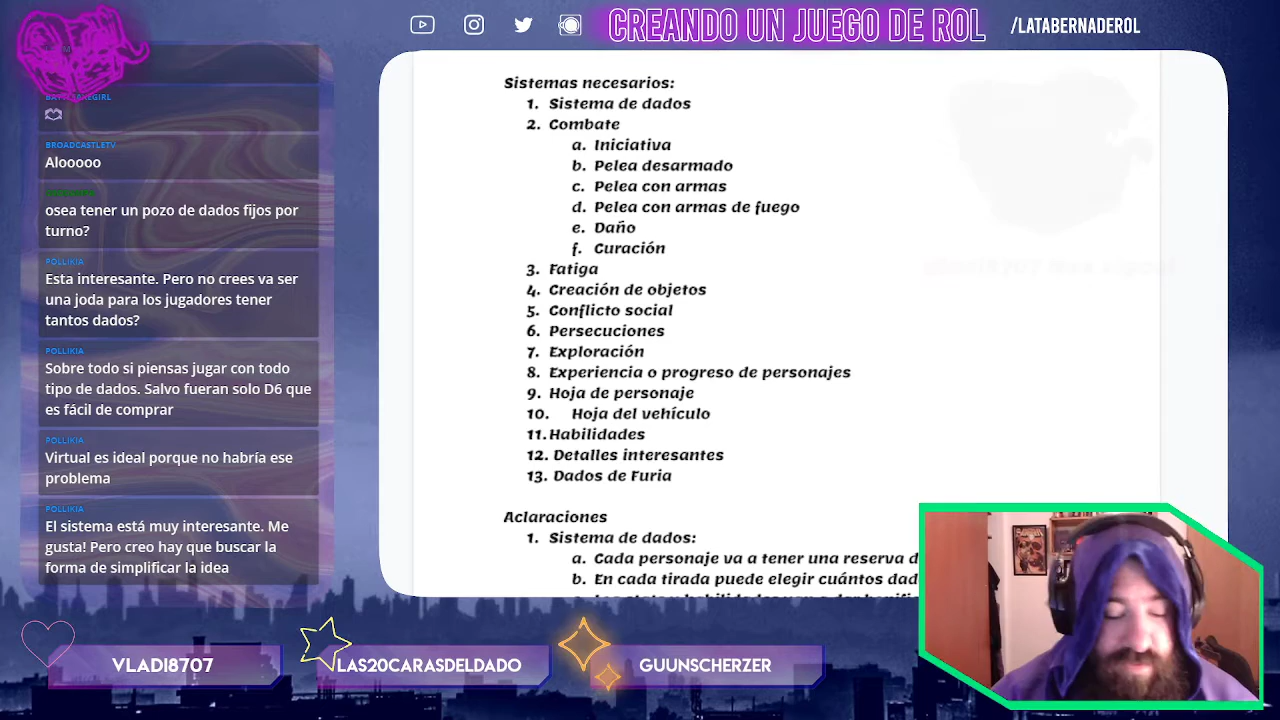 CREANDO UN JUEGO DE ROL
/LATABERNADEROL
BROADCASTLETV
Alooooo
osea tener un pozo de dados fijos por
turno?
POLLIKIA
Esta interesante. Pero no crees va ser
una joda para los jugadores tener
tantos dados?
POLLIKIA
Sobre todo si piensas jugar con todo
tipo de dados. Salvo fueran solo D6 que
es fácil de comprar
POLLIKIA
Virtual es ideal porque no habría ese
problema
POLLIKIA
El sistema está muy interesante. Me
gusta! Pero creo hay que buscar la
forma de simplificar la idea
Sistemas necesarios:
1. Sistema de dados
2. Combate
a. Iniciativa
b. Pelea desarmado
c. Pelea con armas
d. Pelea con armas de fuego
e. Daño
f. Curación
3. Fatiga
4. Creación de objetos
5. Conflicto social
6. Persecuciones
7. Exploración
8. Experiencia o progreso de personajes
9. Hoja de personaje
10. Hoja del vehículo
11. Habilidades
12. Detalles interesantes
13. Dados de Furia
Aclaraciones
1. Sistema de dados:
a. Cada personaje va a tener una reserva d
b. En cada tirada puede elegir cuántos dad
VLADI8707
LAS20CARASDELDADO
GUUNSCHERZER